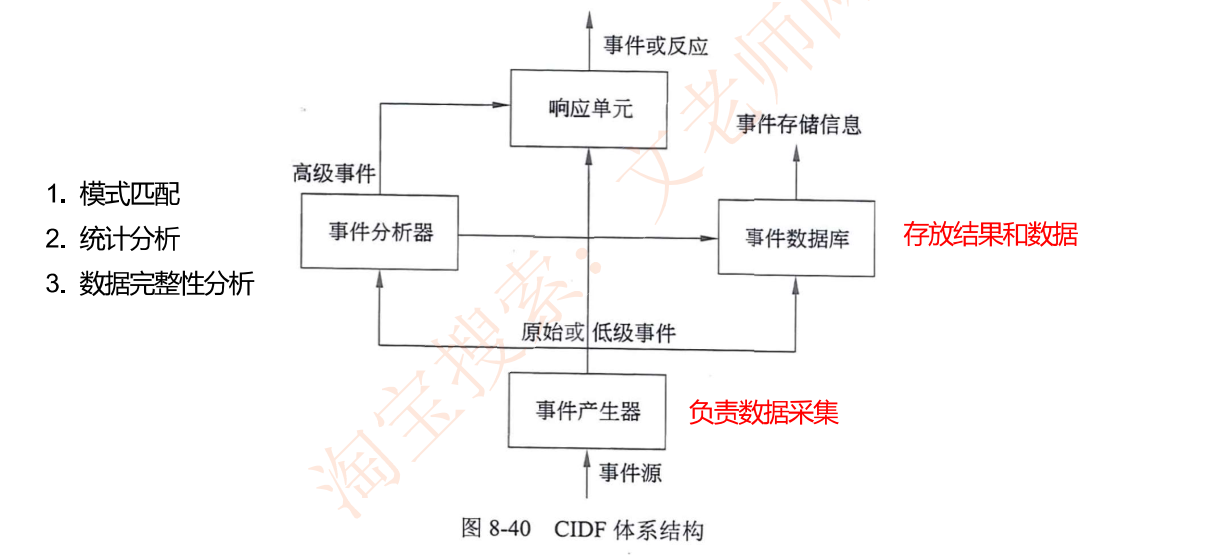 事件或反应
响应单元
事件存储信息
高级事件
1. 模式匹配
2. 统计分析
3. 数据完整性分析
事件分析器
事件数据库
存放结果和数据
原始或低级事件
事件产生器
负责数据采集
事件源
图 8-40 CIDF 体系结构
淘宝搜索：文老师网